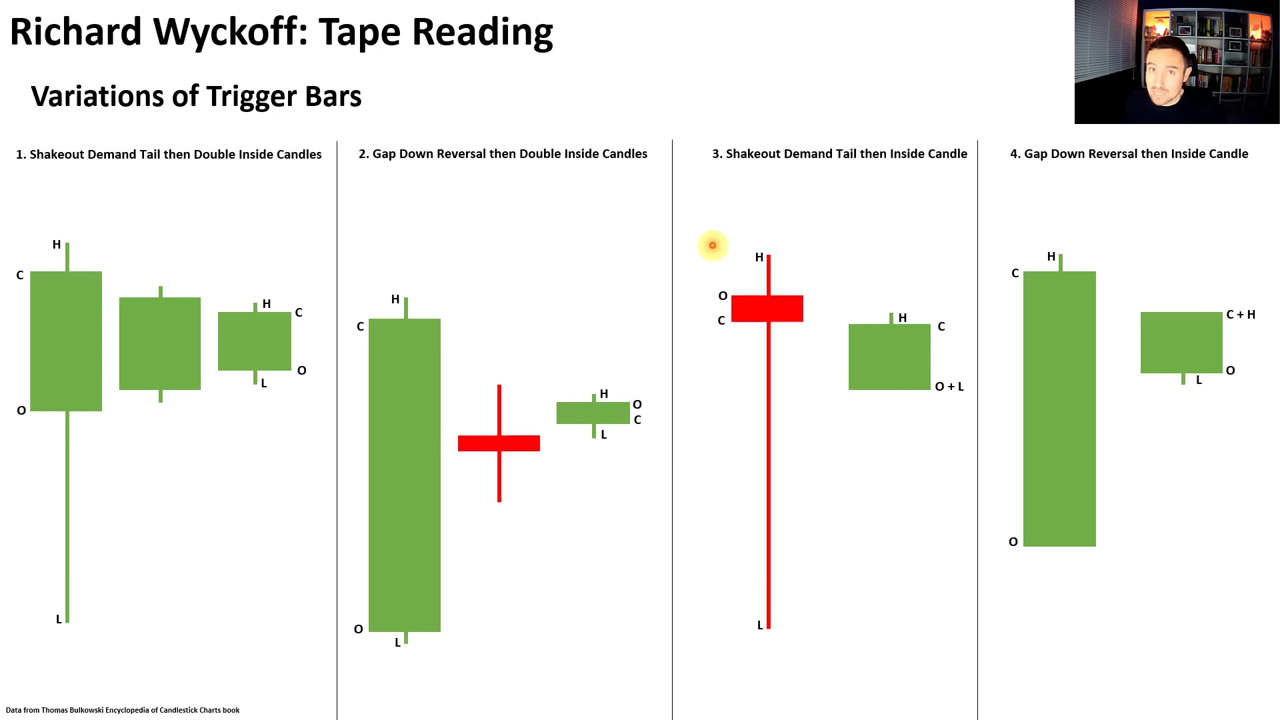 Richard Wyckoff: Tape Reading
Variations of Trigger Bars
1. Shakeout Demand Tail then Double Inside Candles
H
C
O
L
H
C
O
L
2. Gap Down Reversal then Double Inside Candles
H
C
O
L
H
O
C
L
3. Shakeout Demand Tail then Inside Candle
H
O
C
L
H
C
O + L
4. Gap Down Reversal then Inside Candle
H
C
O
C + H
O
L
Data from Thomas Bulkowski Encyclopedia of Candlestick Charts book